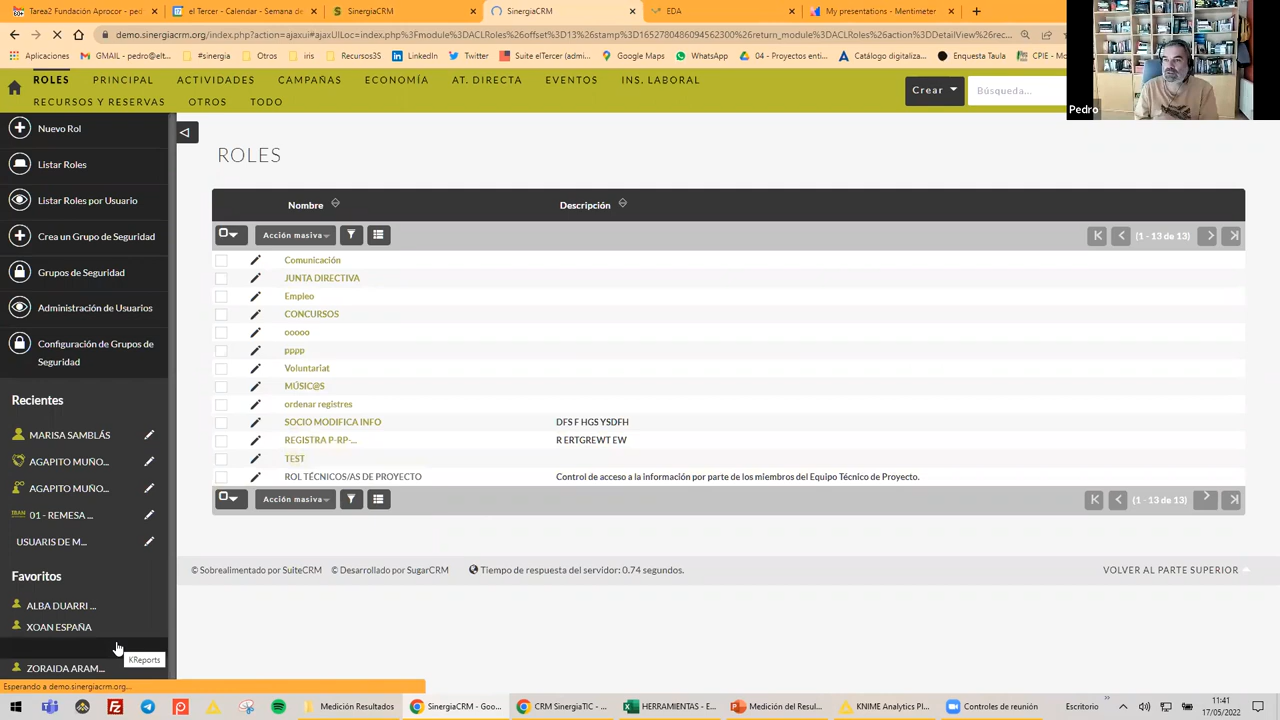 Tarea2 Fundación Aprocor - ped
el Tercer - Calendar - Semana de
SinergiaCRM
SinergiaCRM
EDA
My presentations - Mentimeter
demo.sinergiacrm.org/index.php?action=ajaxui#ajaxUILoc=index.php%3Fmodule%3DACLRoles%26offset%3D13%26stamp%3D1652780486094562300%26return_module%3DACLRoles%26action%3DDetailView%26rec...
Aplicaciones
GMAIL - pedro@elt...
#sinergia
Otros
iris
Recursos3S
LinkedIn
Twitter
Suite elTercer (admi...
Google Maps
WhatsApp
04 - Proyectos entid...
Catálogo digitaliza...
Enquesta Taula
CPIE - Mo
ROLES PRINCIPAL ACTIVIDADES CAMPAÑAS ECONOMÍA AT. DIRECTA EVENTOS INS. LABORAL
RECURSOS Y RESERVAS OTROS TODO
Crear
Búsqueda...
Pedro
Nuevo Rol
Listar Roles
Listar Roles por Usuario
Crea un Grupo de Seguridad
Grupos de Seguridad
Administración de Usuarios
Configuración de Grupos de
Seguridad
Recientes
MARISA SAMBLÁS
AGAPITO MUÑO...
AGAPITO MUÑO...
01 - REMESA ...
USUARIS DE M...
Favoritos
ALBA DUARRI ...
XOAN ESPAÑA
KReports
ZORAIDA ARAM...
Esperando a demo.sinergiacrm.org...
ROLES
Nombre Descripción
Acción masiva (1 - 13 de 13)
Comunicación
JUNTA DIRECTIVA
Empleo
CONCURSOS
ooooo
pppp
Voluntariat
MÚSIC@S
ordenar registres
SOCIO MODIFICA INFO DFS F HGS YSDFH
REGISTRA P-RP-... R ERTGREWT EW
TEST
ROL TÉCNICOS/AS DE PROYECTO Control de acceso a la información por parte de los miembros del Equipo Técnico de Proyecto.
Acción masiva (1 - 13 de 13)
© Sobrealimentado por SuiteCRM © Desarrollado por SugarCRM Tiempo de respuesta del servidor: 0.74 segundos. VOLVER AL PARTE SUPERIOR
Medición Resultados
SinergiaCRM - Goo...
CRM SinergiaTIC - ...
HERRAMIENTAS - E...
Medición del Resul...
KNIME Analytics Pl...
Controles de reunión
Escritorio
11:41
17/05/2022